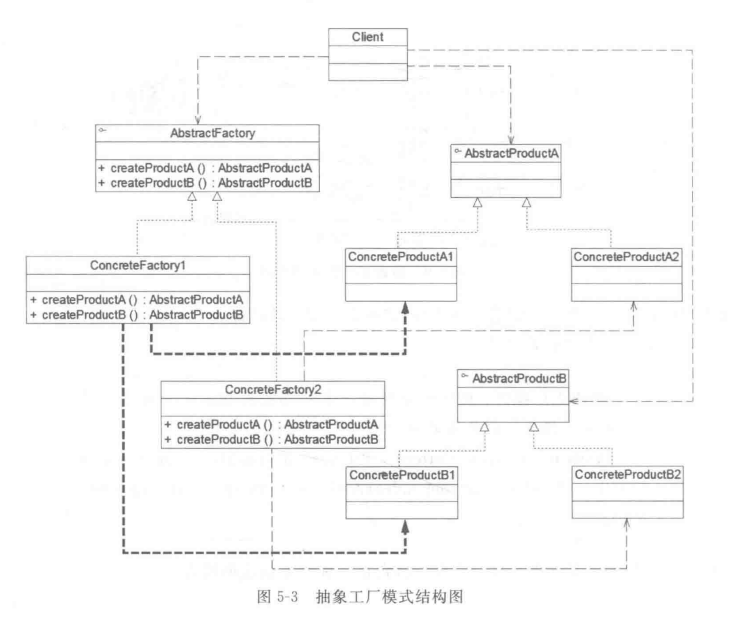 Client
AbstractFactory
+ createProductA () : AbstractProductA
+ createProductB () : AbstractProductB
AbstractProductA
ConcreteFactory1
+ createProductA () : AbstractProductA
+ createProductB () : AbstractProductB
ConcreteProductA1
ConcreteProductA2
ConcreteFactory2
+ createProductA () : AbstractProductA
+ createProductB () : AbstractProductB
AbstractProductB
ConcreteProductB1
ConcreteProductB2
图 5-3 抽象工厂模式结构图